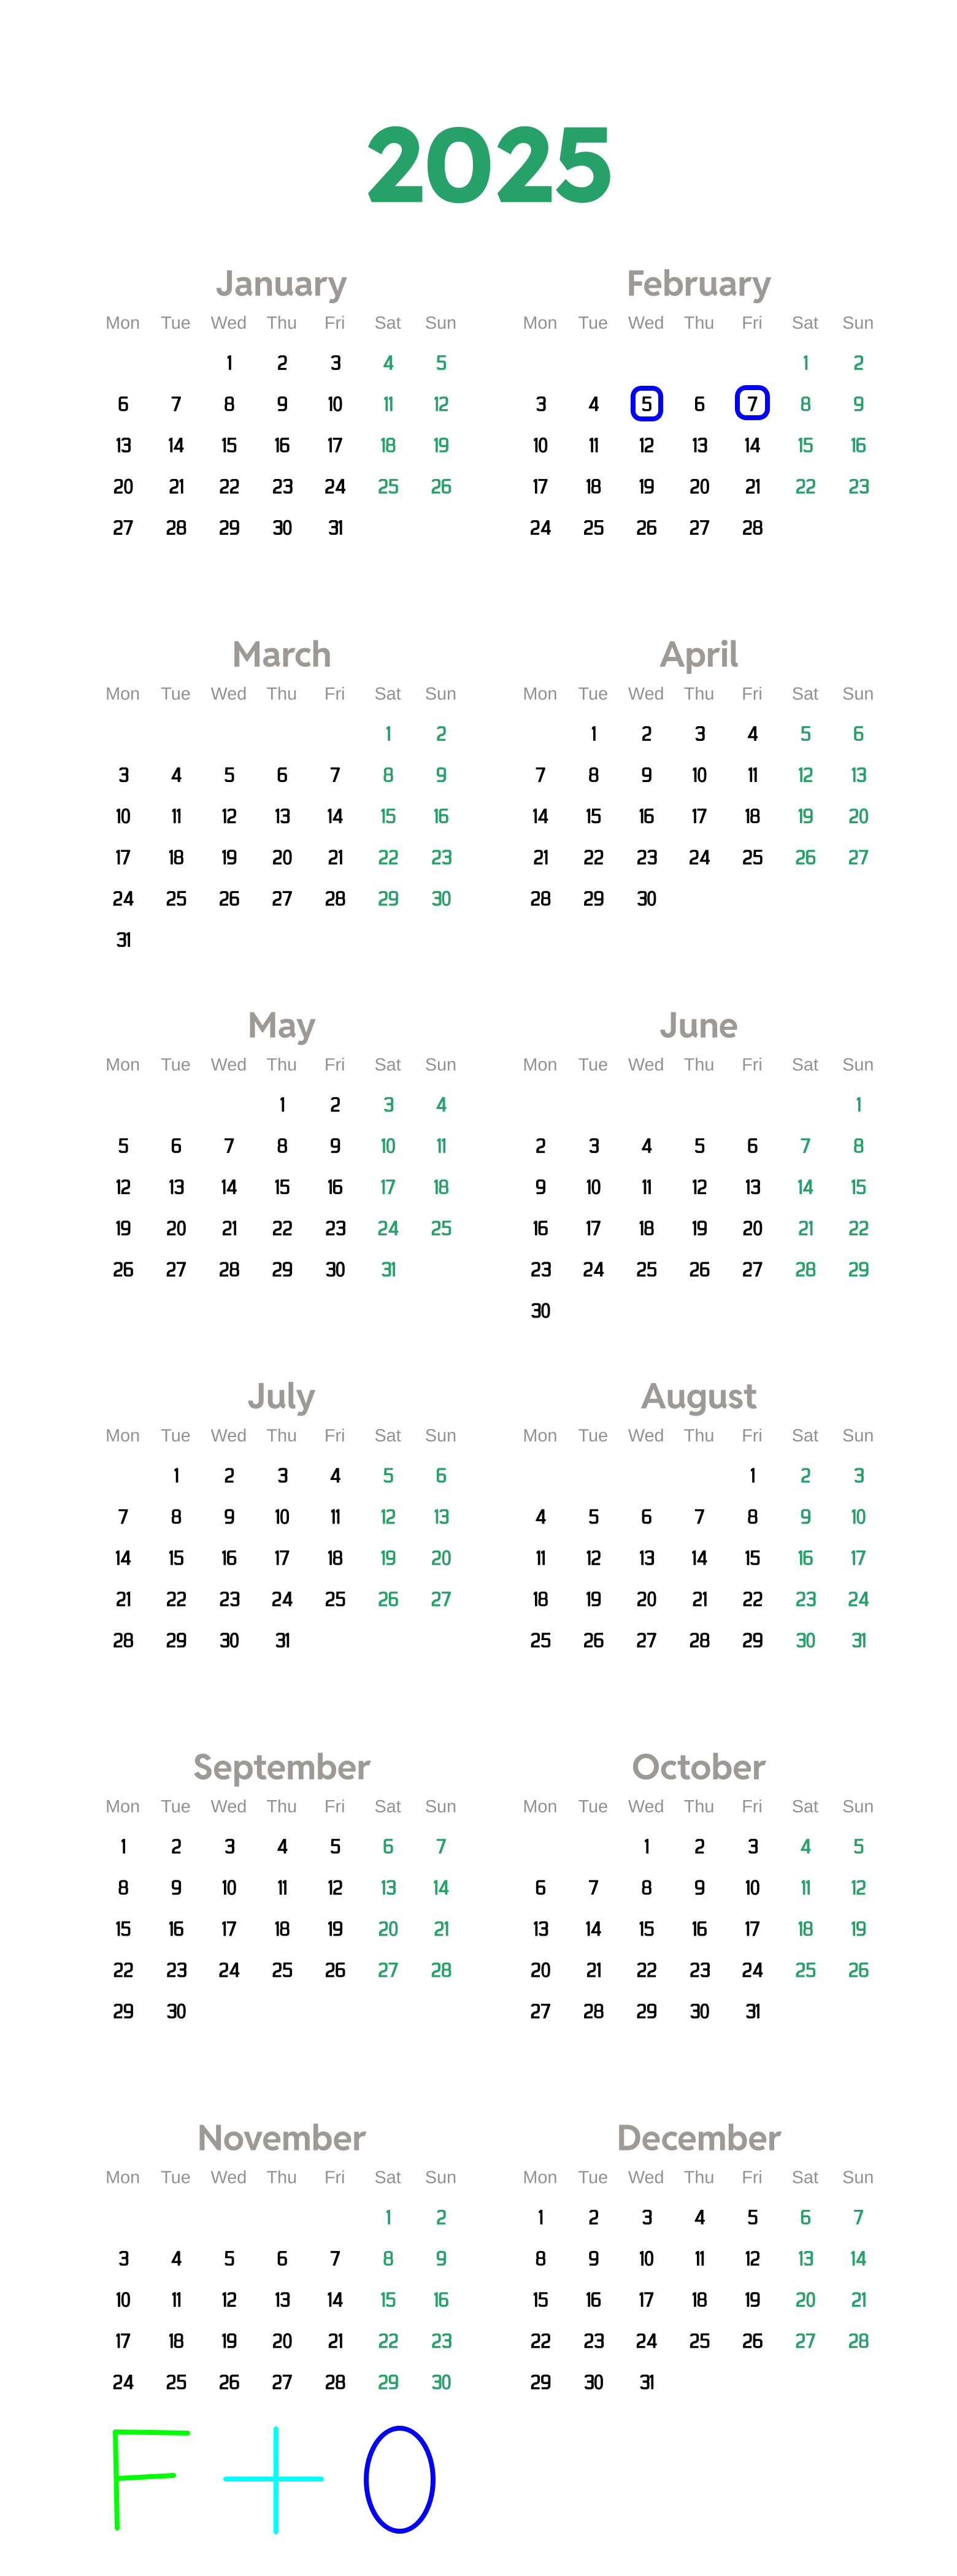 2025
January February
Mon Tue Wed Thu Fri Sat Sun Mon Tue Wed Thu Fri Sat Sun
1 2 3 4 5 1 2
6 7 8 9 10 11 12 3 4 5 6 7 8 9
13 14 15 16 17 18 19 10 11 12 13 14 15 16
20 21 22 23 24 25 26 17 18 19 20 21 22 23
27 28 29 30 31 24 25 26 27 28
March April
Mon Tue Wed Thu Fri Sat Sun Mon Tue Wed Thu Fri Sat Sun
1 2 1 2 3 4 5 6
3 4 5 6 7 8 9 7 8 9 10 11 12 13
10 11 12 13 14 15 16 14 15 16 17 18 19 20
17 18 19 20 21 22 23 21 22 23 24 25 26 27
24 25 26 27 28 29 30 28 29 30
31
May June
Mon Tue Wed Thu Fri Sat Sun Mon Tue Wed Thu Fri Sat Sun
1 2 3 4 1
5 6 7 8 9 10 11 2 3 4 5 6 7 8
12 13 14 15 16 17 18 9 10 11 12 13 14 15
19 20 21 22 23 24 25 16 17 18 19 20 21 22
26 27 28 29 30 31 23 24 25 26 27 28 29
30
July August
Mon Tue Wed Thu Fri Sat Sun Mon Tue Wed Thu Fri Sat Sun
1 2 3 4 5 6 1 2 3
7 8 9 10 11 12 13 4 5 6 7 8 9 10
14 15 16 17 18 19 20 11 12 13 14 15 16 17
21 22 23 24 25 26 27 18 19 20 21 22 23 24
28 29 30 31 25 26 27 28 29 30 31
September October
Mon Tue Wed Thu Fri Sat Sun Mon Tue Wed Thu Fri Sat Sun
1 2 3 4 5 6 7 1 2 3 4 5
8 9 10 11 12 13 14 6 7 8 9 10 11 12
15 16 17 18 19 20 21 13 14 15 16 17 18 19
22 23 24 25 26 27 28 20 21 22 23 24 25 26
29 30 27 28 29 30 31
November December
Mon Tue Wed Thu Fri Sat Sun Mon Tue Wed Thu Fri Sat Sun
1 2 1 2 3 4 5 6 7
3 4 5 6 7 8 9 8 9 10 11 12 13 14
10 11 12 13 14 15 16 15 16 17 18 19 20 21
17 18 19 20 21 22 23 22 23 24 25 26 27 28
24 25 26 27 28 29 30 29 30 31
F + O